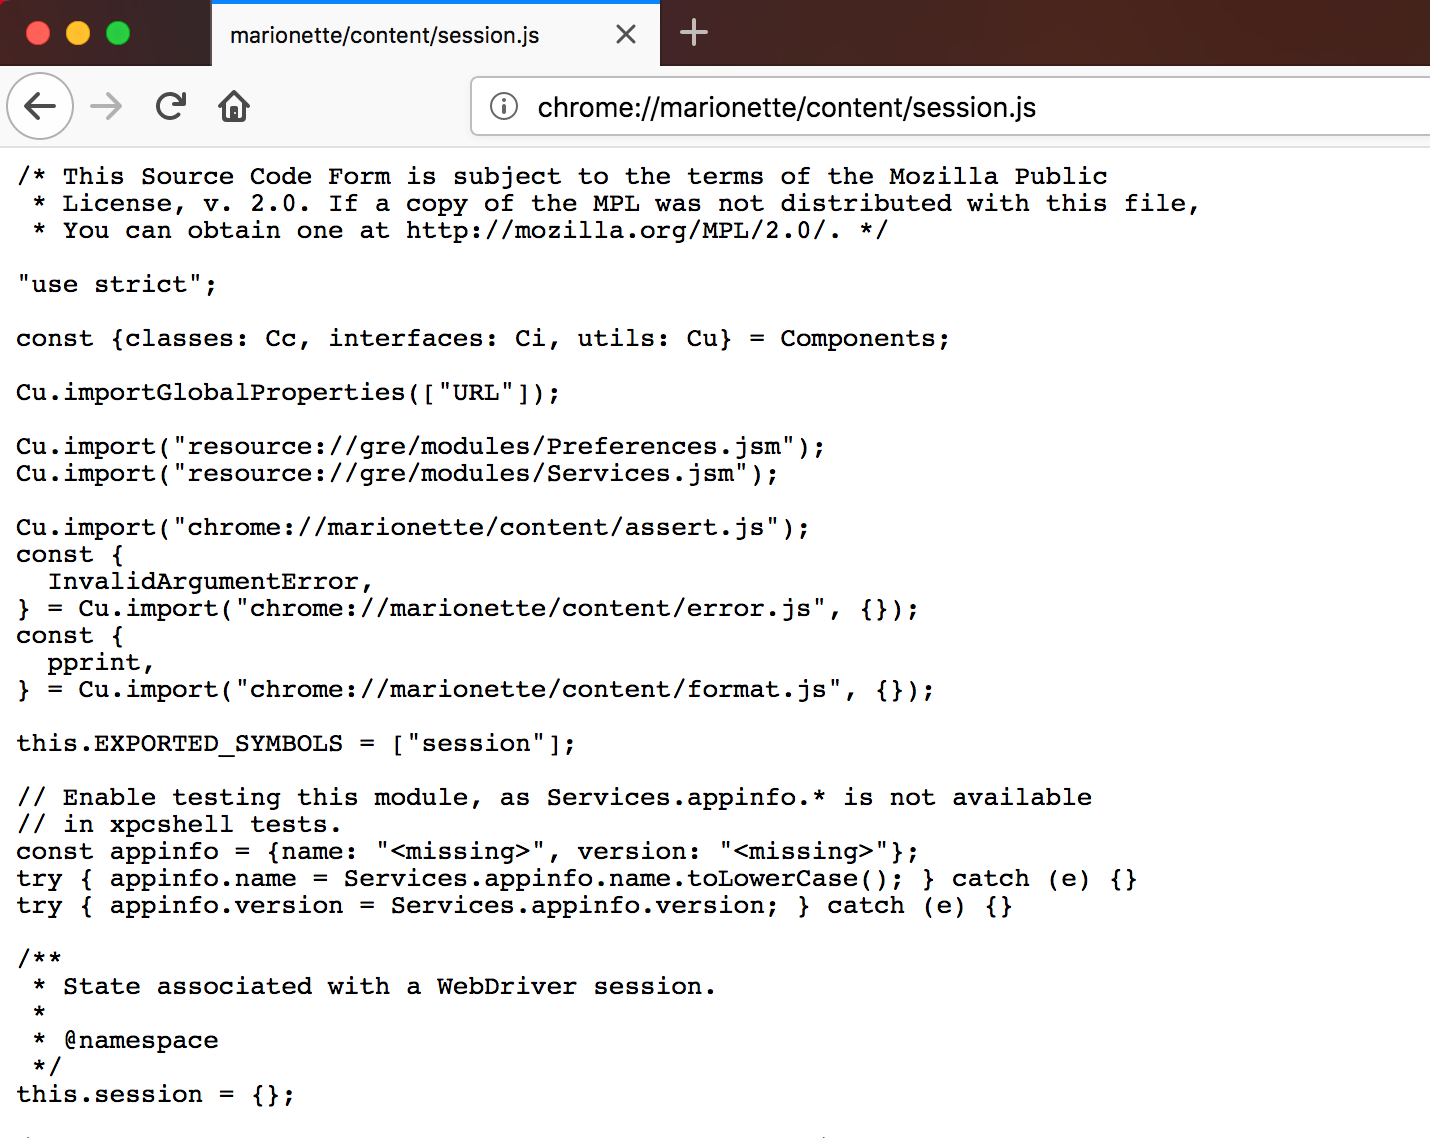 marionette/content/session.js
chrome://marionette/content/session.js
/* This Source Code Form is subject to the terms of the Mozilla Public
 * License, v. 2.0. If a copy of the MPL was not distributed with this file,
 * You can obtain one at http://mozilla.org/MPL/2.0/. */
"use strict";
const {classes: Cc, interfaces: Ci, utils: Cu} = Components;
Cu.importGlobalProperties(["URL"]);
Cu.import("resource://gre/modules/Preferences.jsm");
Cu.import("resource://gre/modules/Services.jsm");
Cu.import("chrome://marionette/content/assert.js");
const {
  InvalidArgumentError,
} = Cu.import("chrome://marionette/content/error.js", {});
const {
  pprint,
} = Cu.import("chrome://marionette/content/format.js", {});
this.EXPORTED_SYMBOLS = ["session"];
// Enable testing this module, as Services.appinfo.* is not available
// in xpcshell tests.
const appinfo = {name: "<missing>", version: "<missing>"};
try { appinfo.name = Services.appinfo.name.toLowerCase(); } catch (e) {}
try { appinfo.version = Services.appinfo.version; } catch (e) {}
/**
 * State associated with a WebDriver session.
 *
 * @namespace
 */
this.session = {};